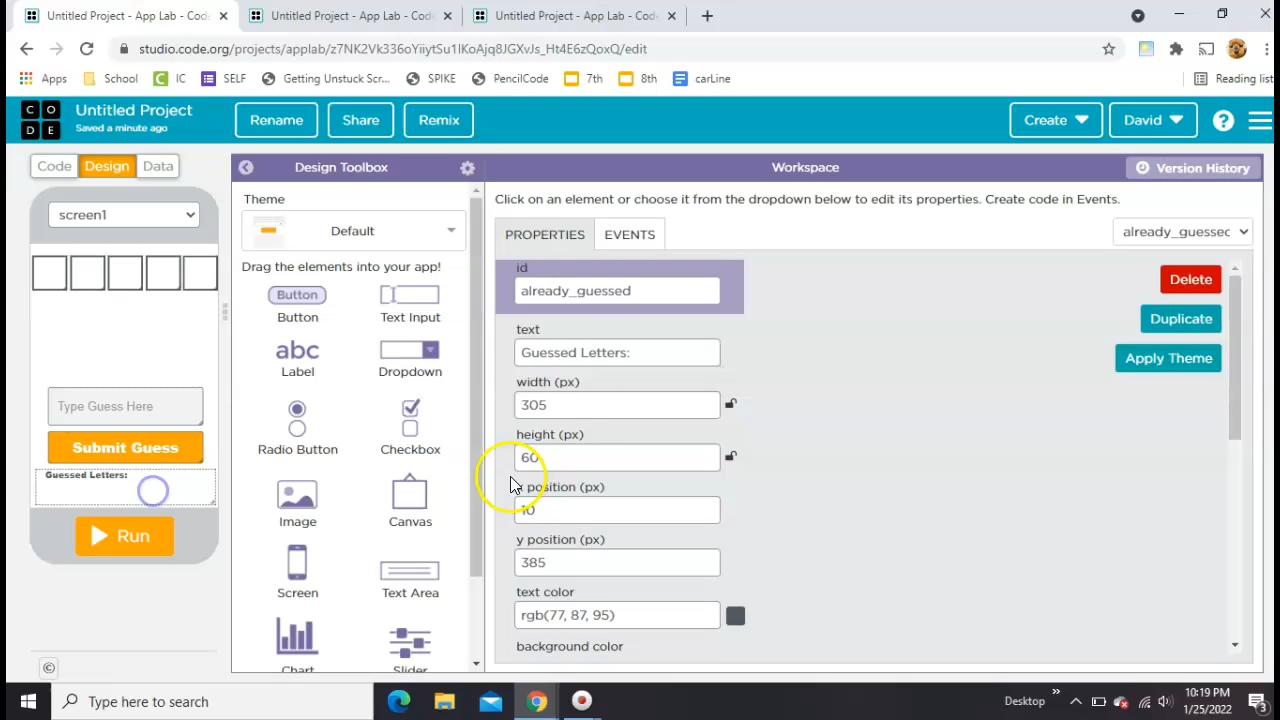 Untitled Project - App Lab - Code
Untitled Project - App Lab - Code
Untitled Project - App Lab - Code
studio.code.org/projects/applab/z7NK2Vk336oYiiytSu1IKoAjq8JGXvJs_Ht4E6zQoxQ/edit
Apps School IC SELF Getting Unstuck Scr... SPIKE PencilCode 7th 8th carLine Reading list
C O
D E
Untitled Project
Saved a minute ago
Rename Share Remix Create David ?
Code Design Data
Design Toolbox
Workspace
Version History
screen1
Type Guess Here
Submit Guess
Guessed Letters:
Run
©
Theme
Default
Drag the elements into your app!
Button
Button
Text Input
abc
Label
Dropdown
Radio Button
Checkbox
Image
Canvas
Screen
Text Area
Chart
Slider
Click on an element or choose it from the dropdown below to edit its properties. Create code in Events.
PROPERTIES EVENTS
already_guessed
id
already_guessed
text
Guessed Letters:
width (px)
305
height (px)
60
x position (px)
10
y position (px)
385
text color
rgb(77, 87, 95)
background color
Delete
Duplicate
Apply Theme
Type here to search
Desktop
10:19 PM
1/25/2022
3